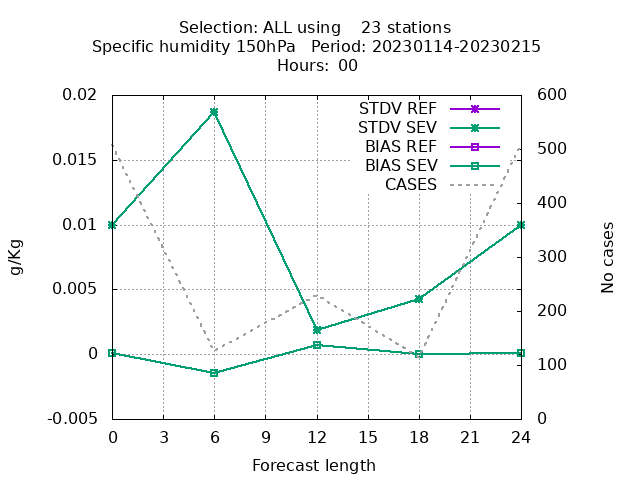 Selection: ALL using    23 stations
Specific humidity 150hPa   Period: 20230114-20230215
Hours: 00
0.02
0.015
0.01
0.005
0
-0.005
g/Kg
STDV REF
STDV SEV
BIAS REF
BIAS SEV
CASES
600
500
400
300
200
100
0
No cases
0 3 6 9 12 15 18 21 24
Forecast length